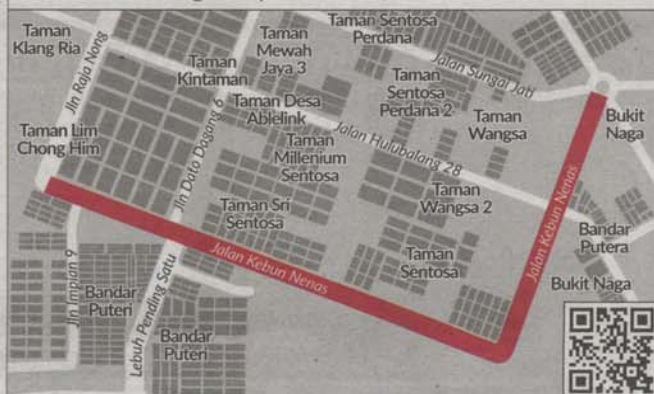 Taman
Klang Ria
Jln Raja Nong
Taman
Kintaman
Taman
Mewah
Jaya 3
Taman Sentosa
Perdana
Jalan Sungai Jati
Taman Desa
Ablelink
Taman
Sentosa
Perdana 2
Taman
Wangsa
Bukit
Naga
Taman Lim
Chong Him
Jln Dato Dagang 6
Taman
Millenium
Sentosa
Jalan Hulubalang 28
Taman
Wangsa 2
Taman Sri
Sentosa
Jalan Kebun Nenas
Taman
Sentosa
Jalan Kebun Nenas
Bandar
Putera
Bukit Naga
Jln Impian 9
Bandar
Puteri
Lebuh Pending Satu
Bandar
Puteri